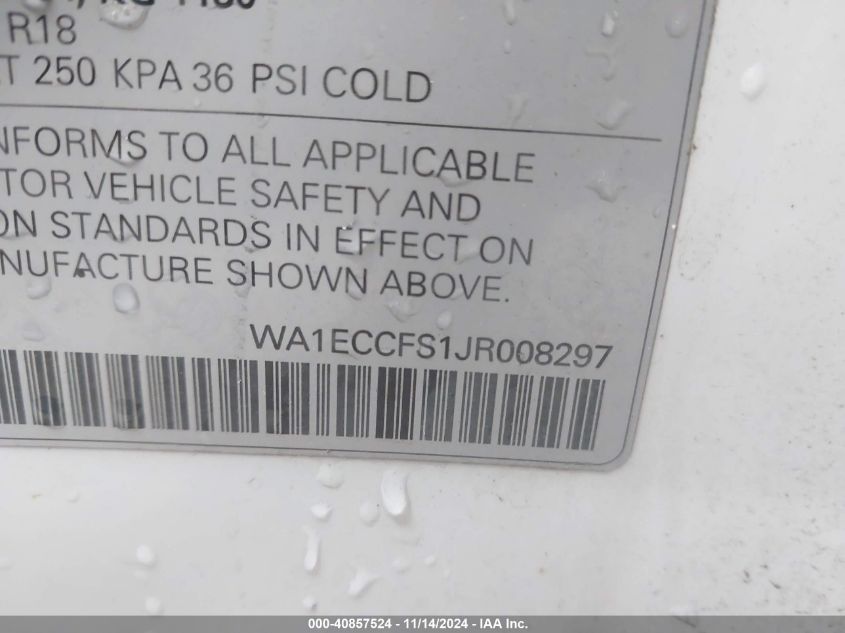 R18
250 KPA 36 PSI COLD
NFORMS TO ALL APPLICABLE
TOR VEHICLE SAFETY AND
ON STANDARDS IN EFFECT ON
NUFACTURE SHOWN ABOVE.
WA1ECCFS1JR008297
000-40857524 - 11/14/2024 - IAA Inc.